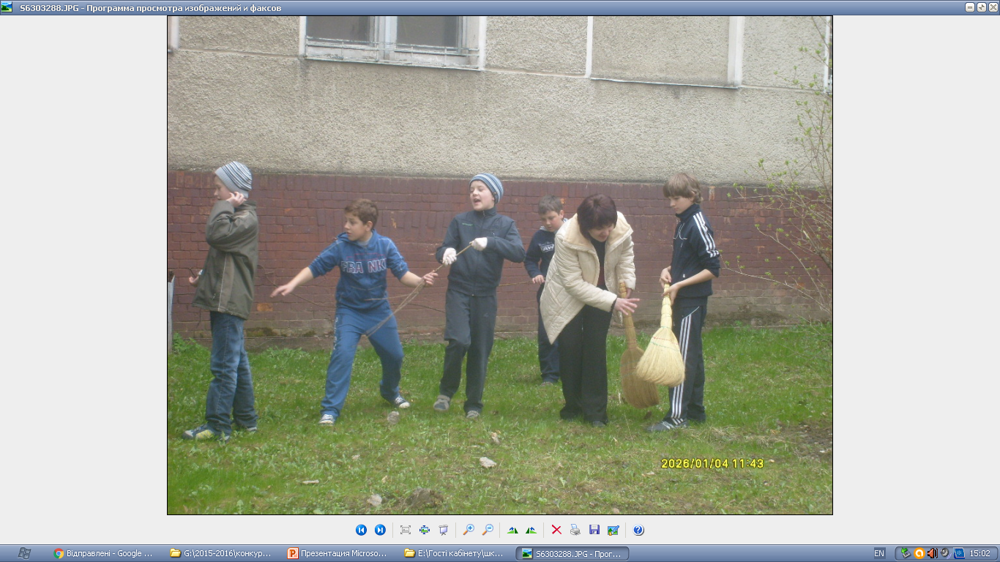 S6303288.JPG - Программа просмотра изображений и факсов
FRA NK
2026/01/04 11:43
Відправлені - Google ...
G:\2015-2016\конкур...
Презентация Microso...
E:\Гості кабінету\шк...
S6303288.JPG - Прог...
EN
15:02